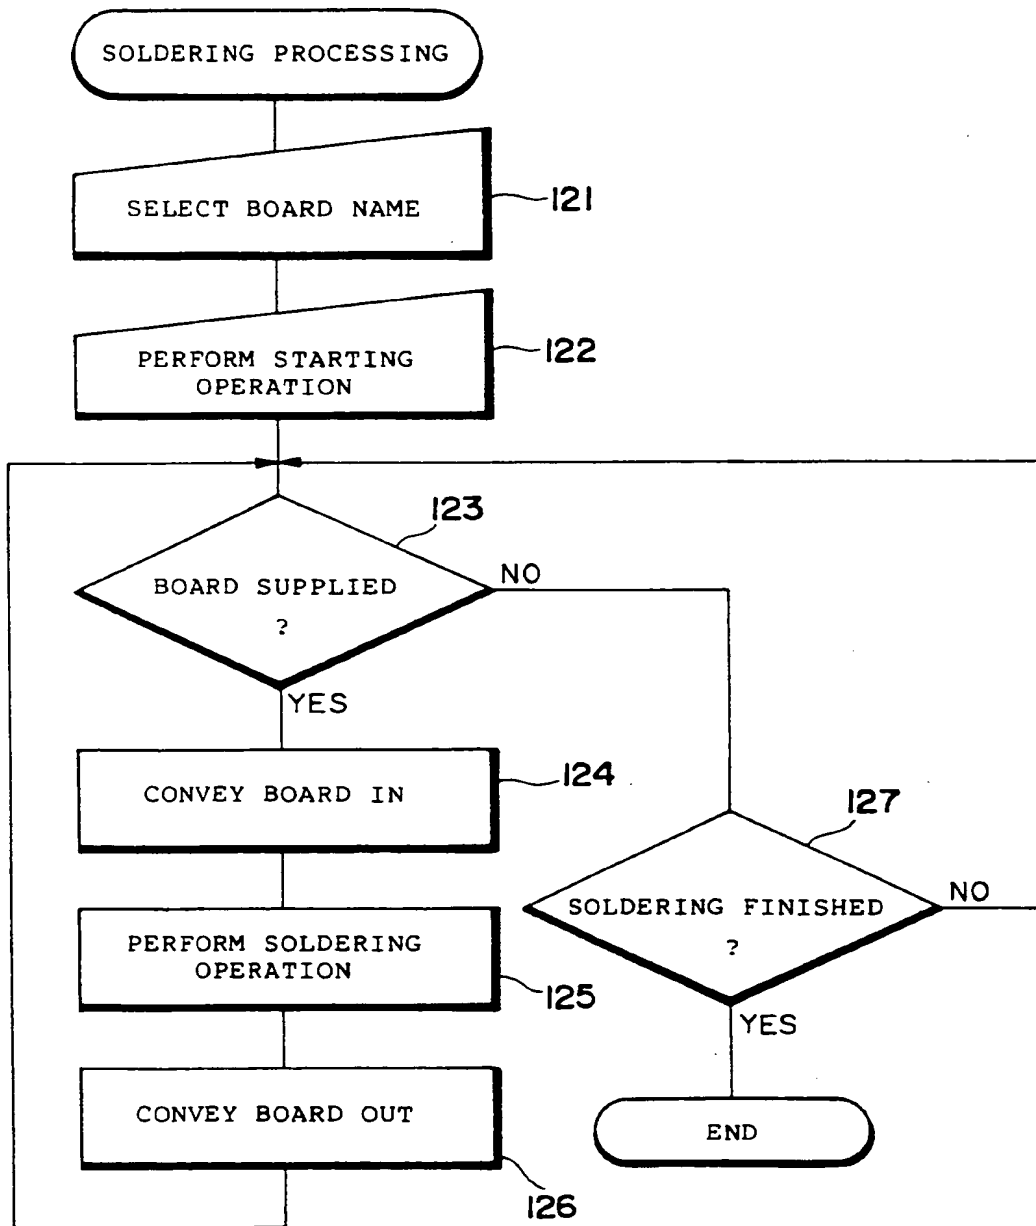 SOLDERING PROCESSING
SELECT BOARD NAME
121
PERFORM STARTING
OPERATION
122
123
BOARD SUPPLIED
?
NO
YES
CONVEY BOARD IN
124
127
SOLDERING FINISHED
?
NO
YES
PERFORM SOLDERING
OPERATION
125
CONVEY BOARD OUT
126
END